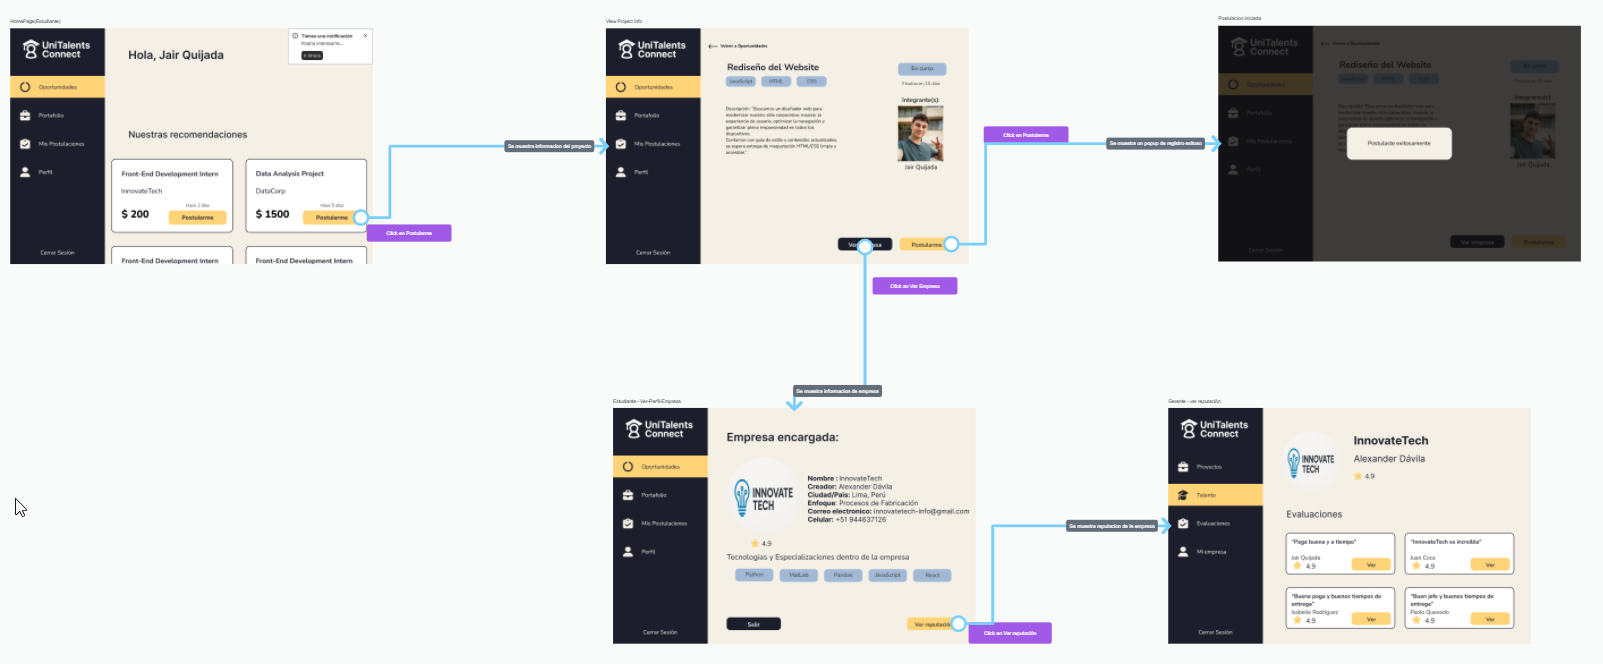 HomePage(Estudiante)
UniTalents
Connect
Oportunidades
Portafolio
Mis Postulaciones
Perfil
Cerrar Sesión
Hola, Jair Quijada
Tienes una notificación
Podría interesarte...
Nuestras recomendaciones
Front-End Development Intern
InnovateTech
Hace 2 días
$ 200
Postularme
Data Analysis Project
DataCorp
Hace 5 días
$ 1500
Postularme
Front-End Development Intern
Front-End Development Intern
Click en Postularme
Se muestra informacion del proyecto
View Project Info
UniTalents
Connect
Oportunidades
Portafolio
Mis Postulaciones
Perfil
Cerrar Sesión
Volver a Oportunidades
Rediseño del Website
JavaScript
HTML
CSS
En curso
Finaliza en 15 días
Descripción: "Buscamos un diseñador web para
modernizar nuestro sitio corporativo: mejorar la
experiencia de usuario, optimizar la navegación y
garantizar plena responsividad en todos los
dispositivos.
Contamos con guía de estilo y contenidos actualizados;
se espera entrega de maquetación HTML/CSS limpia y
accesible."
Integrante(s):
Jair Quijada
Postularme
Click en Postularme
Click en Ver Empresa
Se muestra un popup de registro exitoso
Postulacion Iniciada
UniTalents
Connect
Oportunidades
Portafolio
Mis Postulaciones
Perfil
Cerrar Sesión
Volver a Oportunidades
Rediseño del Website
JavaScript
HTML
CSS
En curso
Finaliza en 15 días
Integrante(s):
Postulaste exitosamente
Jair Quijada
Ver empresa
Postularme
Se muestra informacion de empresa
Estudiante - Ver-Perfil-Empresa
UniTalents
Connect
Oportunidades
Portafolio
Mis Postulaciones
Perfil
Cerrar Sesión
Empresa encargada:
INNOVATE
TECH
4.9
Nombre : InnovateTech
Creador: Alexander Dávila
Ciudad/País: Lima, Perú
Enfoque: Procesos de Fabricación
Correo electronico: innovatetech-info@gmail.com
Celular: +51 944637126
Tecnologías y Especializaciones dentro de la empresa
Python
MatLab
Pandas
JavaScript
React
Salir
Ver reputació
Click en Ver reputación
Se muestra reputacion de la empresa
Gerente - ver reputación
UniTalents
Connect
Proyectos
Talento
Evaluaciones
Mi empresa
Cerrar Sesión
INNOVATE
TECH
InnovateTech
Alexander Dávila
4.9
Evaluaciones
"Paga buena y a tiempo"
Jair Quijada
4.9
Ver
"InnovateTech es increíble"
Juan Coca
4.9
Ver
"Buena paga y buenos tiempos de
entrega"
Isabelle Rodriguez
4.9
Ver
"Buen jefe y buenos tiempos de
entrega"
Paolo Quevedo
4.9
Ver